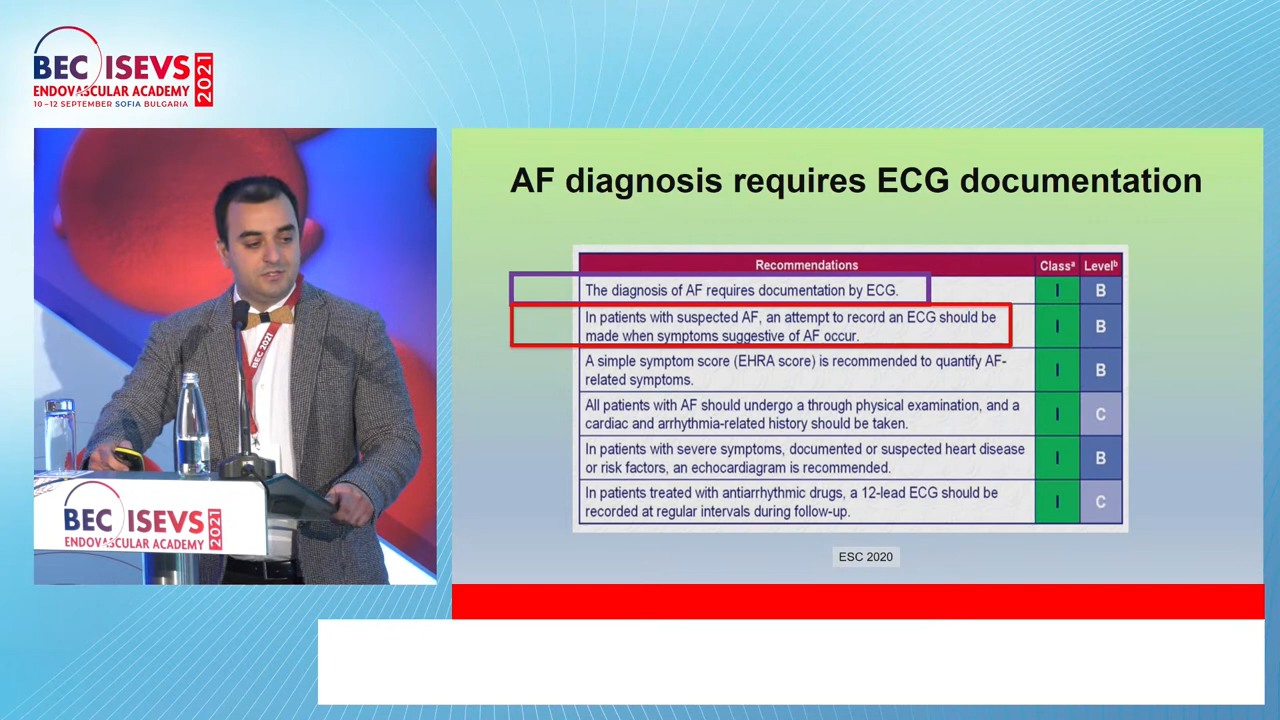 BEC ISEVS
ENDOVASCULAR ACADEMY
2021
10–12 SEPTEMBER SOFIA BULGARIA
BEC 2021
BEC ISEVS
ENDOVASCULAR ACADEMY
2021
AF diagnosis requires ECG documentation
Recommendations Classᵃ Levelᵇ
The diagnosis of AF requires documentation by ECG. I B
In patients with suspected AF, an attempt to record an ECG should be
made when symptoms suggestive of AF occur. I B
A simple symptom score (EHRA score) is recommended to quantify AF-
related symptoms. I B
All patients with AF should undergo a through physical examination, and a
cardiac and arrhythmia-related history should be taken. I C
In patients with severe symptoms, documented or suspected heart disease
or risk factors, an echocardiagram is recommended. I B
In patients treated with antiarrhythmic drugs, a 12-lead ECG should be
recorded at regular intervals during follow-up. I C
ESC 2020